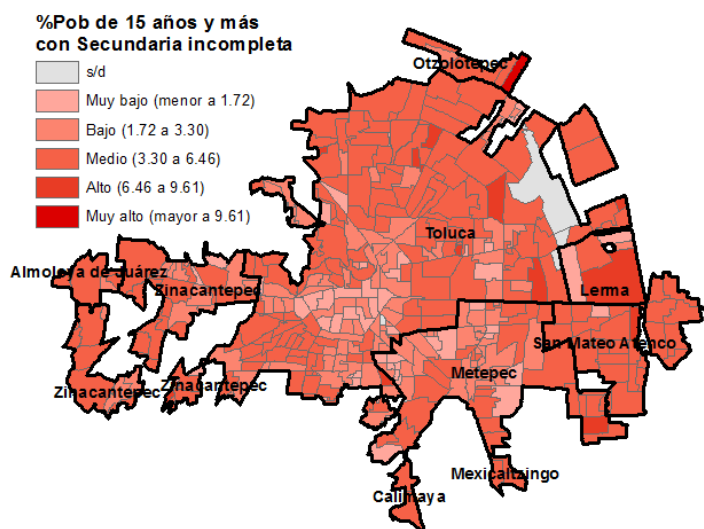 %Pob de 15 años y más
con Secundaria incompleta
s/d
Muy bajo (menor a 1.72)
Bajo (1.72 a 3.30)
Medio (3.30 a 6.46)
Alto (6.46 a 9.61)
Muy alto (mayor a 9.61)
Otzolotepec
Toluca
Almoloya de Juárez
Zinacantepec
Lerma
San Mateo Atenco
Zinacantepec
Zinacantepec
Metepec
Mexicaltzingo
Calimaya